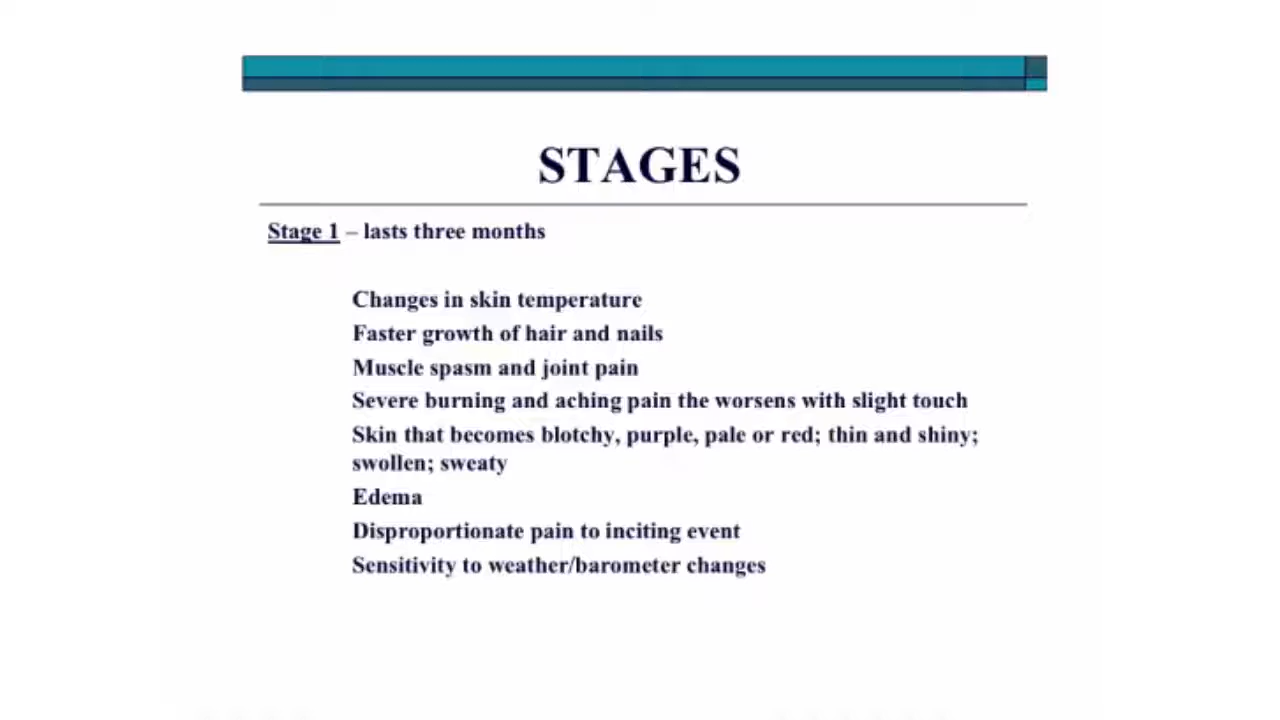 STAGES
Stage 1 – lasts three months
Changes in skin temperature
Faster growth of hair and nails
Muscle spasm and joint pain
Severe burning and aching pain the worsens with slight touch
Skin that becomes blotchy, purple, pale or red; thin and shiny;
swollen; sweaty
Edema
Disproportionate pain to inciting event
Sensitivity to weather/barometer changes